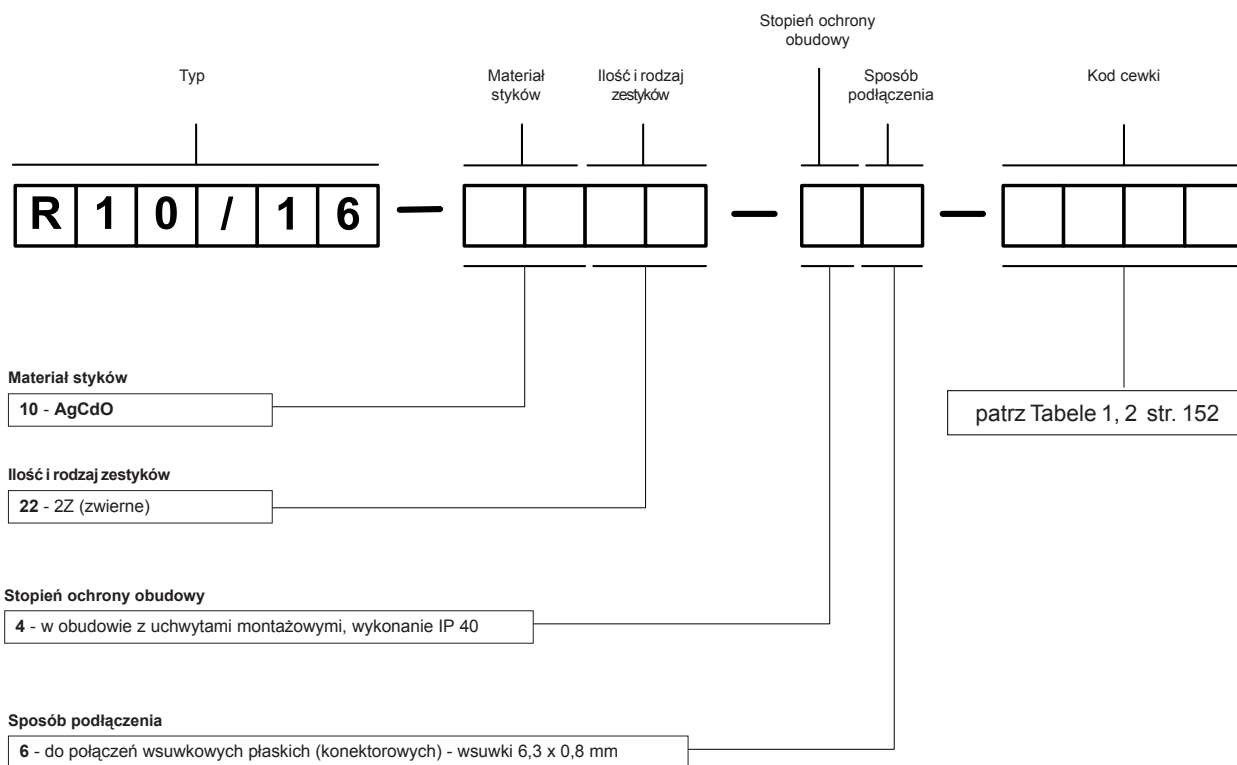 Stopień ochrony
obudowy
Typ
Materiał
styków
Ilość i rodzaj
zestyków
Sposób
podłączenia
Kod cewki
R 1 0 / 1 6 — — —
Materiał styków
10 - AgCdO
patrz Tabele 1, 2 str. 152
Ilość i rodzaj zestyków
22 - 2Z (zwierne)
Stopień ochrony obudowy
4 - w obudowie z uchwytami montażowymi, wykonanie IP 40
Sposób podłączenia
6 - do połączeń wsuwkowych płaskich (konektorowych) - wsuwki 6,3 x 0,8 mm